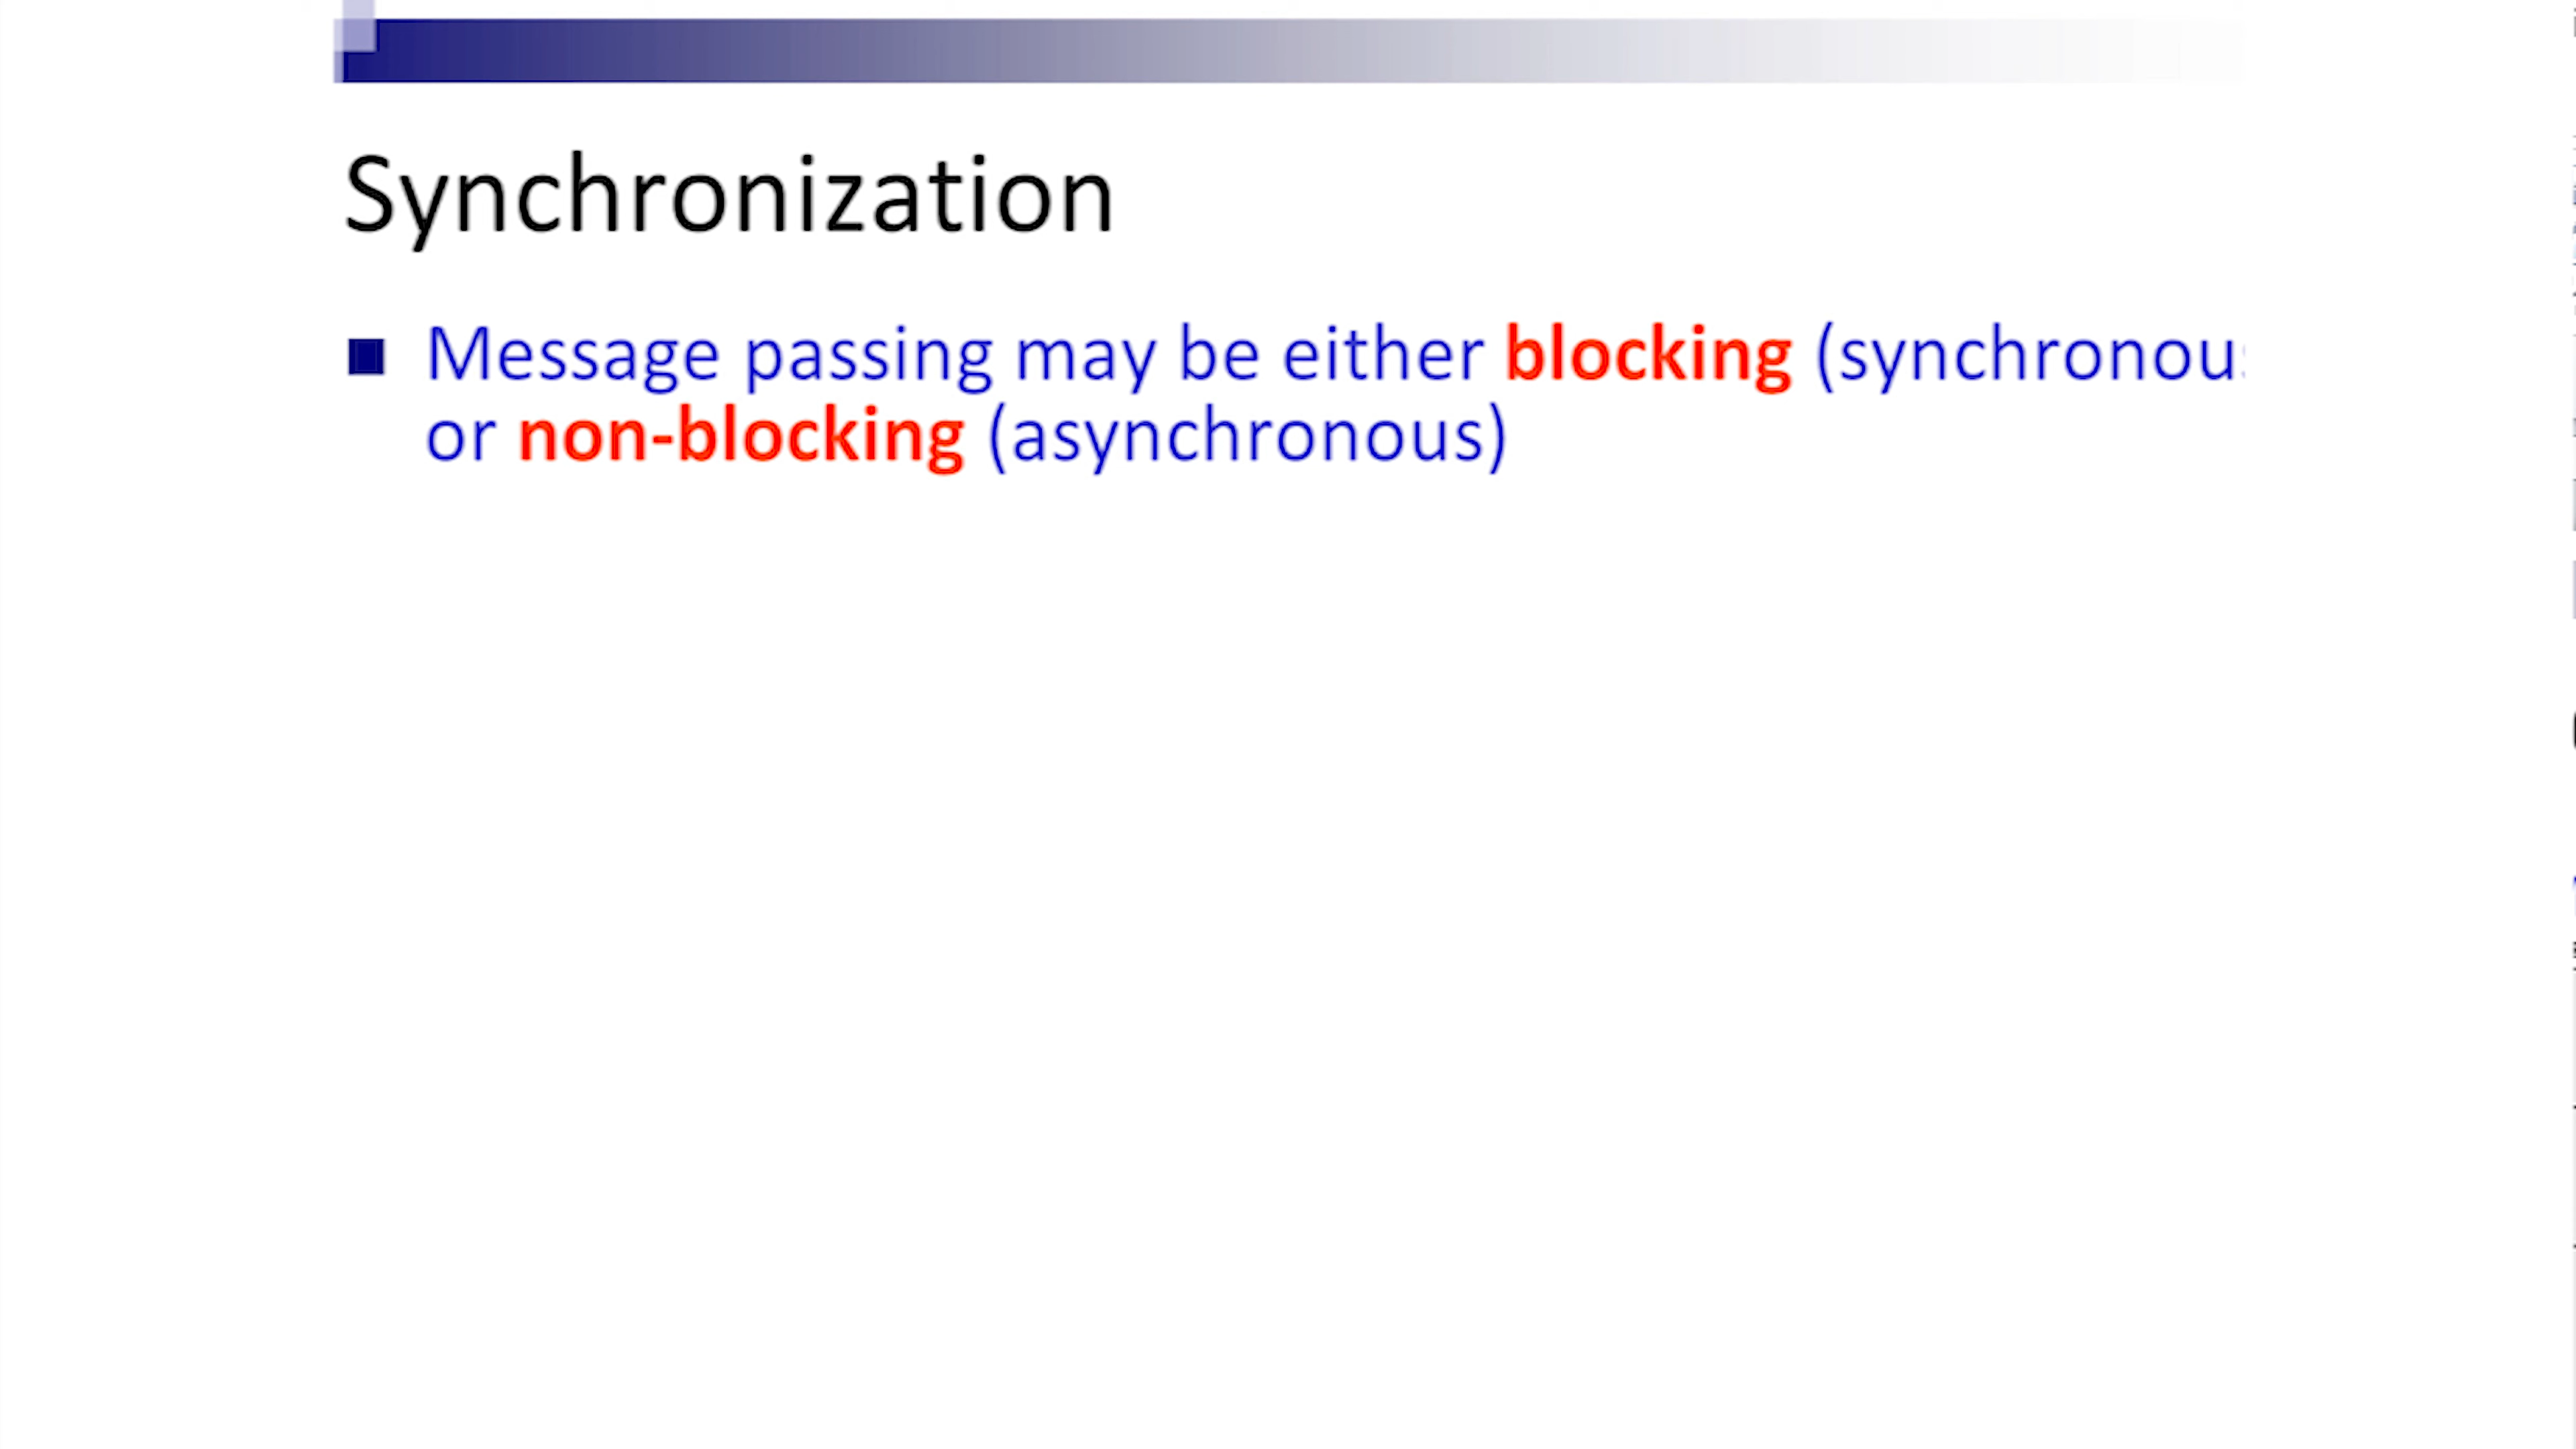 Synchronization
Message passing may be either blocking (synchronou
or non-blocking (asynchronous)